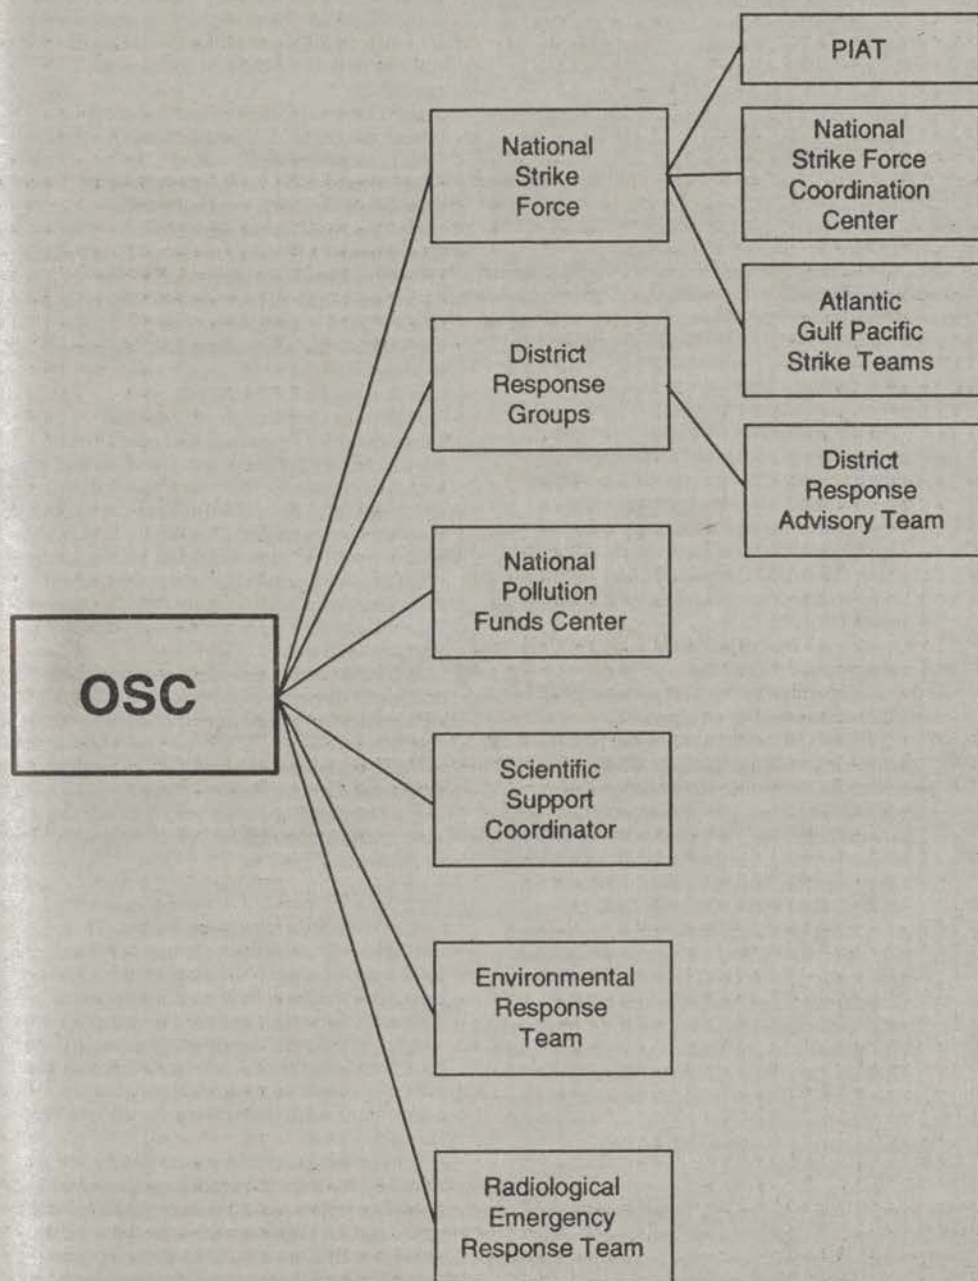 PIAT
National
Strike
Force
National
Strike Force
Coordination
Center
Atlantic
Gulf Pacific
Strike Teams
District
Response
Groups
District
Response
Advisory Team
National
Pollution
Funds Center
OSC
Scientific
Support
Coordinator
Environmental
Response
Team
Radiological
Emergency
Response Team